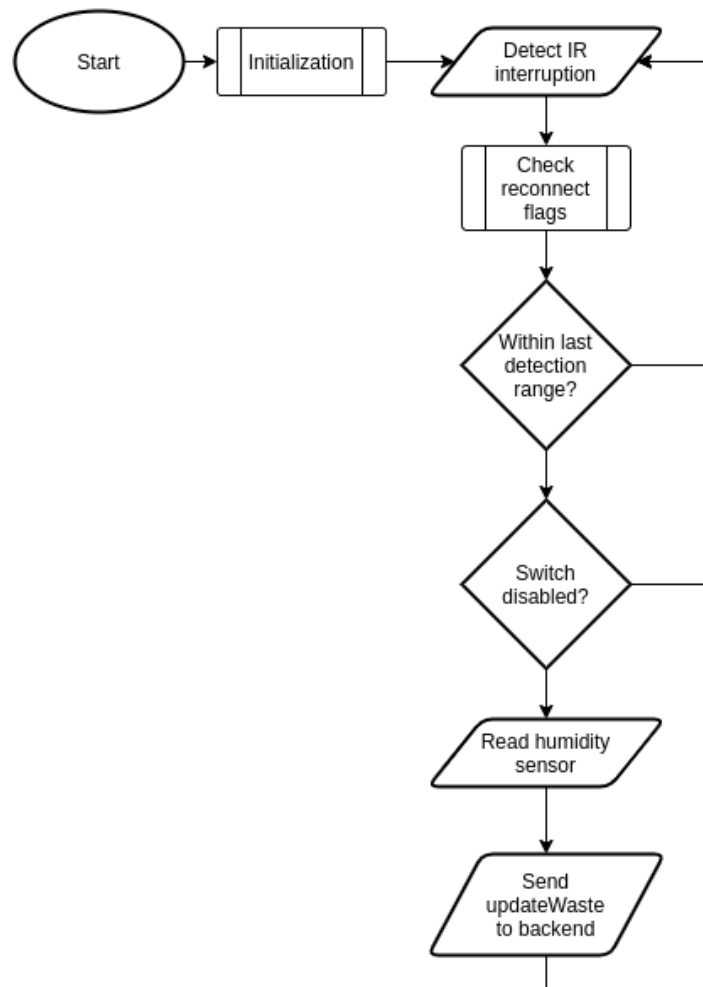 Start
Initialization
Detect IR
interruption
Check
reconnect
flags
Within last
detection
range?
Switch
disabled?
Read humidity
sensor
Send
updateWaste
to backend